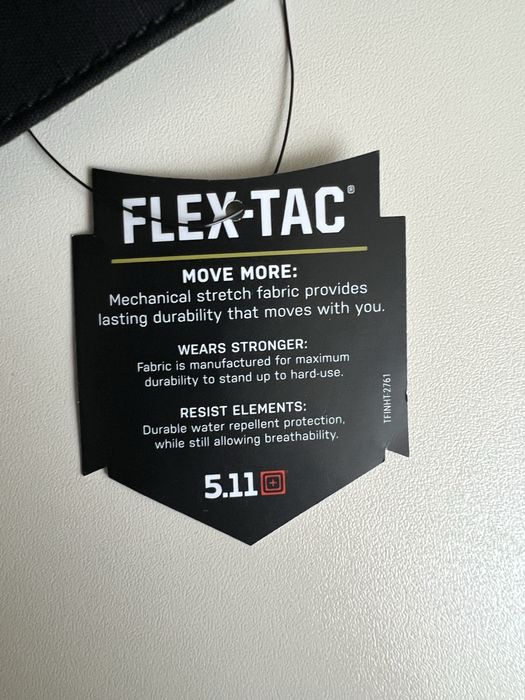 FLEX-TAC®
MOVE MORE:
Mechanical stretch fabric provides
lasting durability that moves with you.
WEARS STRONGER:
Fabric is manufactured for maximum
durability to stand up to hard-use.
RESIST ELEMENTS:
Durable water repellent protection,
while still allowing breathability.
TFINHT-2761
5.11